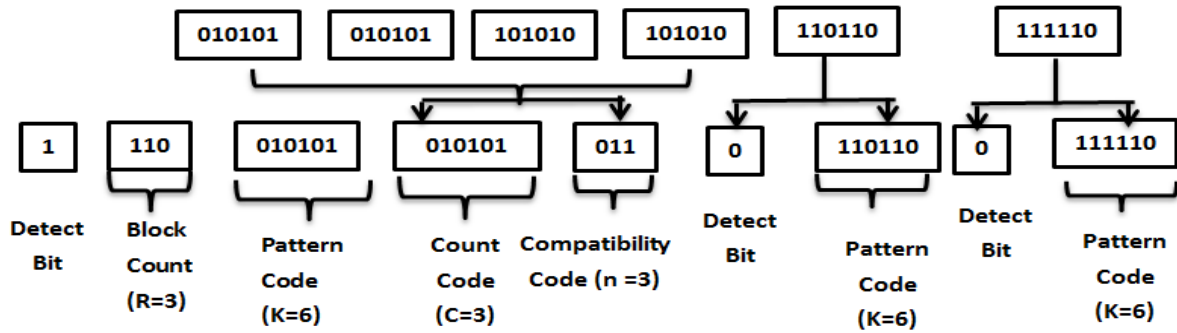 010101 010101 101010 101010 110110 111110
1 110 010101 010101 011 0 110110 0 111110
Detect Bit
Block Count (R=3)
Pattern Code (K=6)
Count Code (C=3)
Compatibility Code (n =3)
Detect Bit
Pattern Code (K=6)
Detect Bit
Pattern Code (K=6)